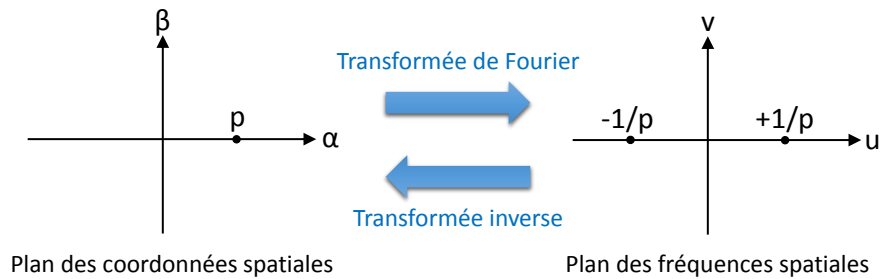 β
Transformée de Fourier
v
p
α
-1/p
+1/p
u
Transformée inverse
Plan des coordonnées spatiales
Plan des fréquences spatiales